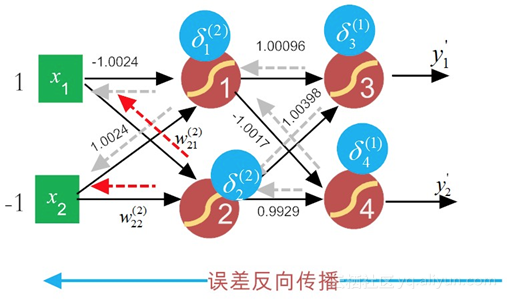 δ₁⁽²⁾ δ₃⁽¹⁾
1 x₁ -1.0024 1 1.00096 3 y₁'
1.0024 w₂₁⁽²⁾ -1.0017 1.00398
δ₂⁽²⁾ δ₄⁽¹⁾
-1 x₂ w₂₂⁽²⁾ 2 0.9929 4 y₂'
误差反向传播